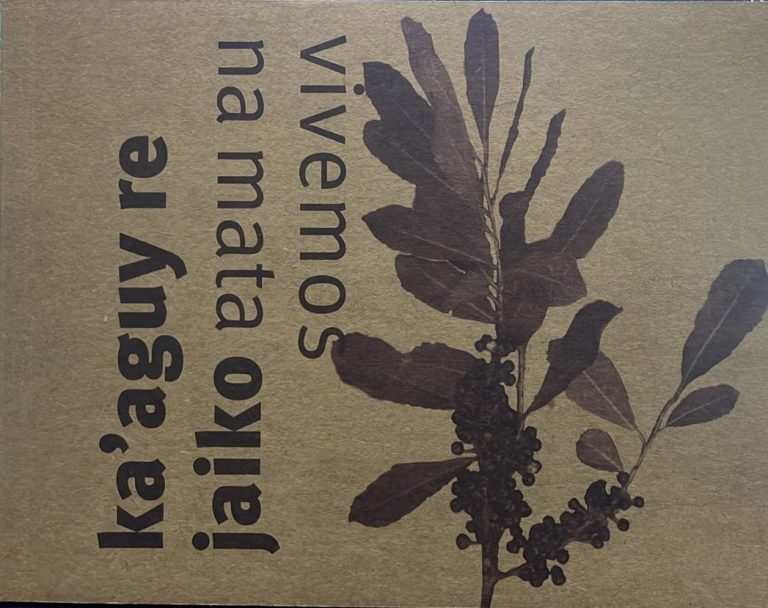 ka’aguy re
jaiko
vivemos
na mata